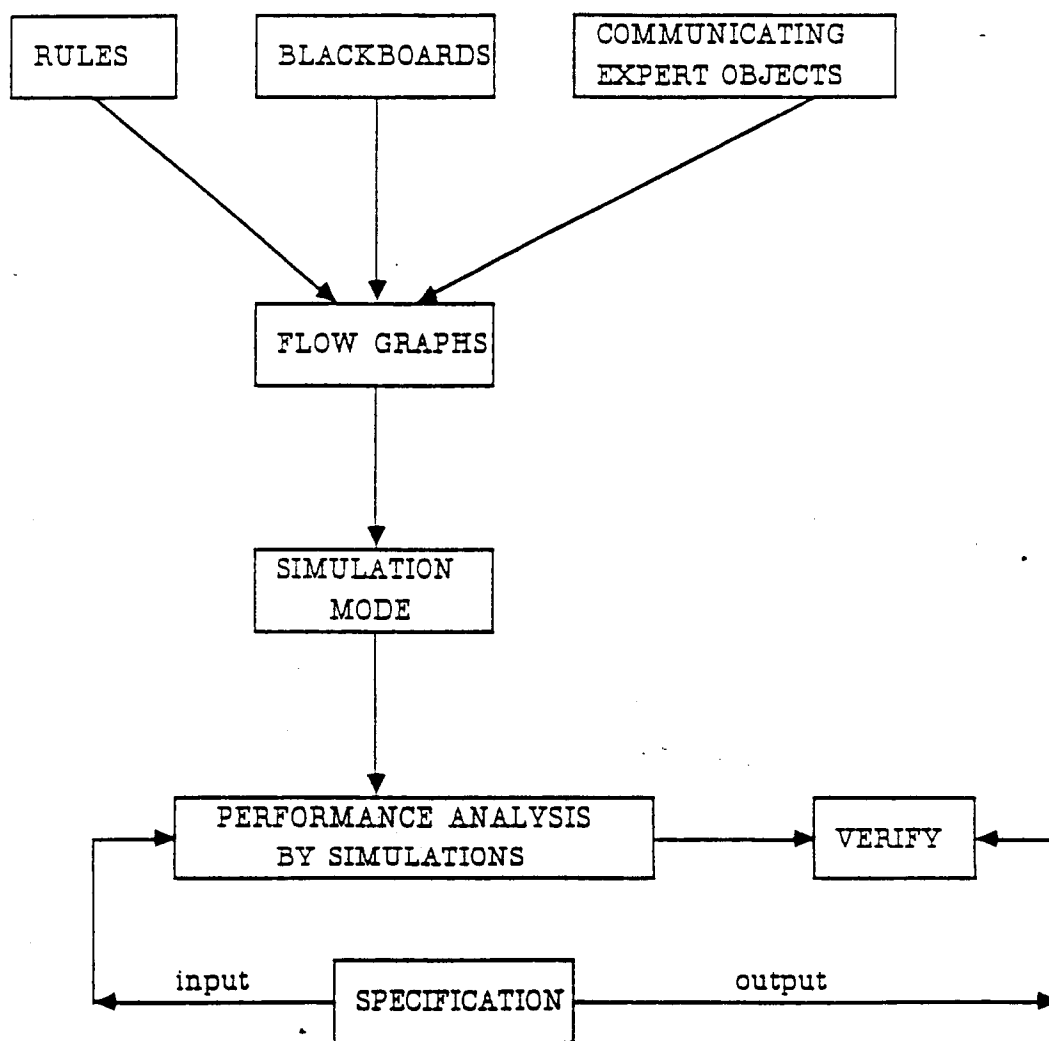 RULES
BLACKBOARDS
COMMUNICATING
EXPERT OBJECTS
FLOW GRAPHS
SIMULATION
MODE
PERFORMANCE ANALYSIS
BY SIMULATIONS
VERIFY
input
SPECIFICATION
output